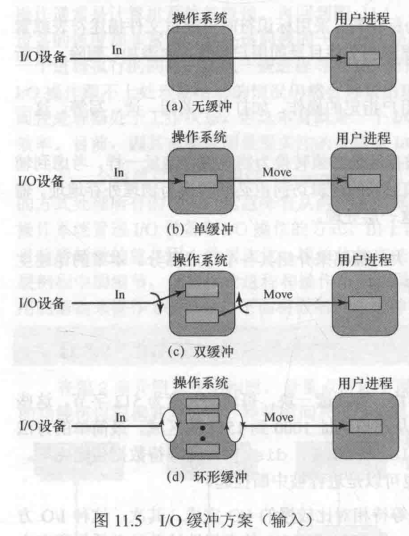 操作系统 用户进程
I/O设备 In
(a) 无缓冲
操作系统 用户进程
I/O设备 In Move
(b) 单缓冲
操作系统 用户进程
I/O设备 In Move
(c) 双缓冲
操作系统 用户进程
I/O设备 In Move
(d) 环形缓冲
图 11.5 I/O 缓冲方案（输入）